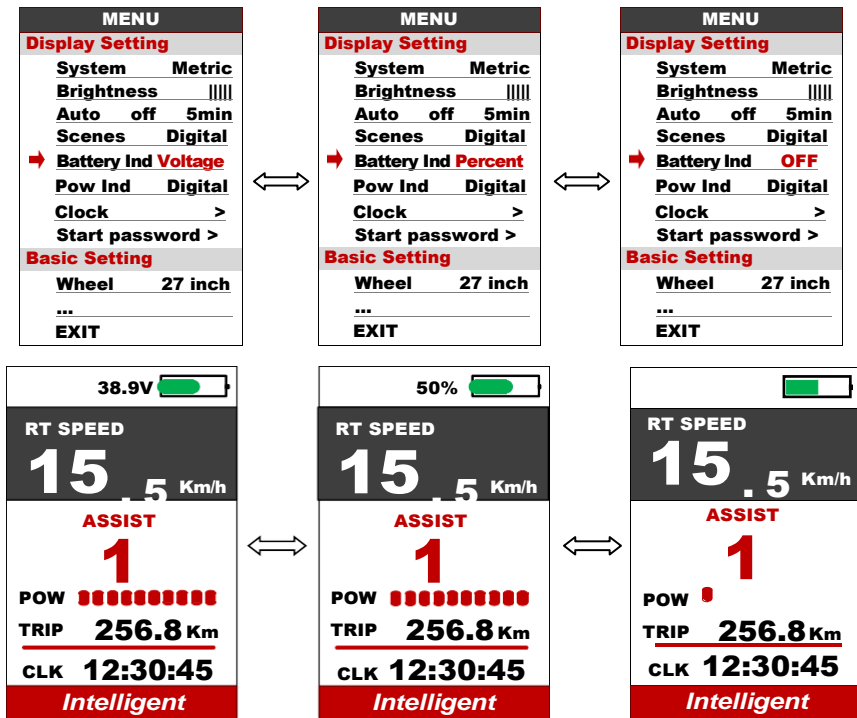 MENU
Display Setting
System Metric
Brightness |||||
Auto off 5min
Scenes Digital
Battery Ind Voltage
Pow Ind Digital
Clock >
Start password >
Basic Setting
Wheel 27 inch
...
EXIT
MENU
Display Setting
System Metric
Brightness |||||
Auto off 5min
Scenes Digital
Battery Ind Percent
Pow Ind Digital
Clock >
Start password >
Basic Setting
Wheel 27 inch
...
EXIT
MENU
Display Setting
System Metric
Brightness |||||
Auto off 5min
Scenes Digital
Battery Ind OFF
Pow Ind Digital
Clock >
Start password >
Basic Setting
Wheel 27 inch
...
EXIT
38.9V
RT SPEED
15.5 Km/h
ASSIST
1
POW
TRIP 256.8 Km
CLK 12:30:45
Intelligent
50%
RT SPEED
15.5 Km/h
ASSIST
1
POW
TRIP 256.8 Km
CLK 12:30:45
Intelligent
RT SPEED
15.5 Km/h
ASSIST
1
POW
TRIP 256.8 Km
CLK 12:30:45
Intelligent